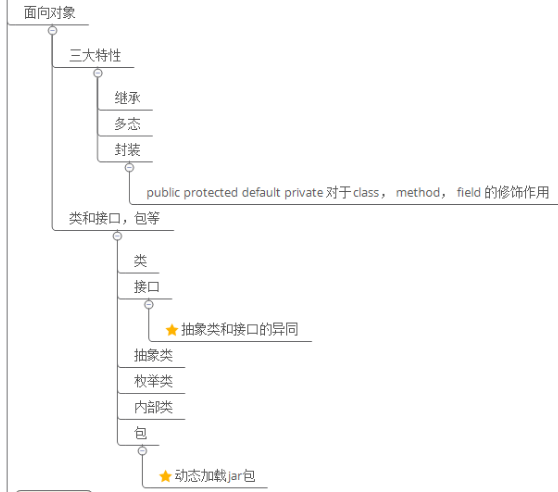 面向对象
三大特性
继承
多态
封装
public protected default private 对于class， method， field 的修饰作用
类和接口，包等
类
接口
抽象类和接口的异同
抽象类
枚举类
内部类
包
动态加载jar包